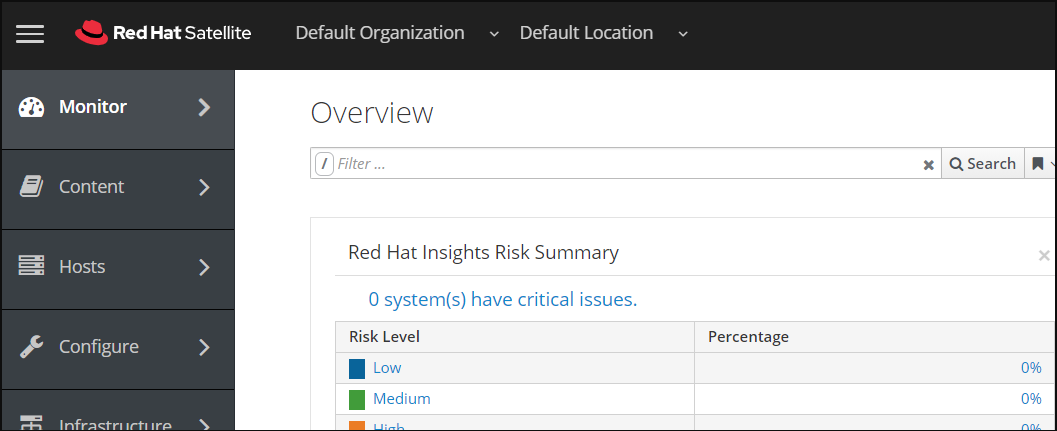 Red Hat Satellite Default Organization Default Location
Monitor
Content
Hosts
Configure
Infrastructure
Overview
/ Filter ... Search
Red Hat Insights Risk Summary
0 system(s) have critical issues.
Risk Level Percentage
Low 0%
Medium 0%
High 0%